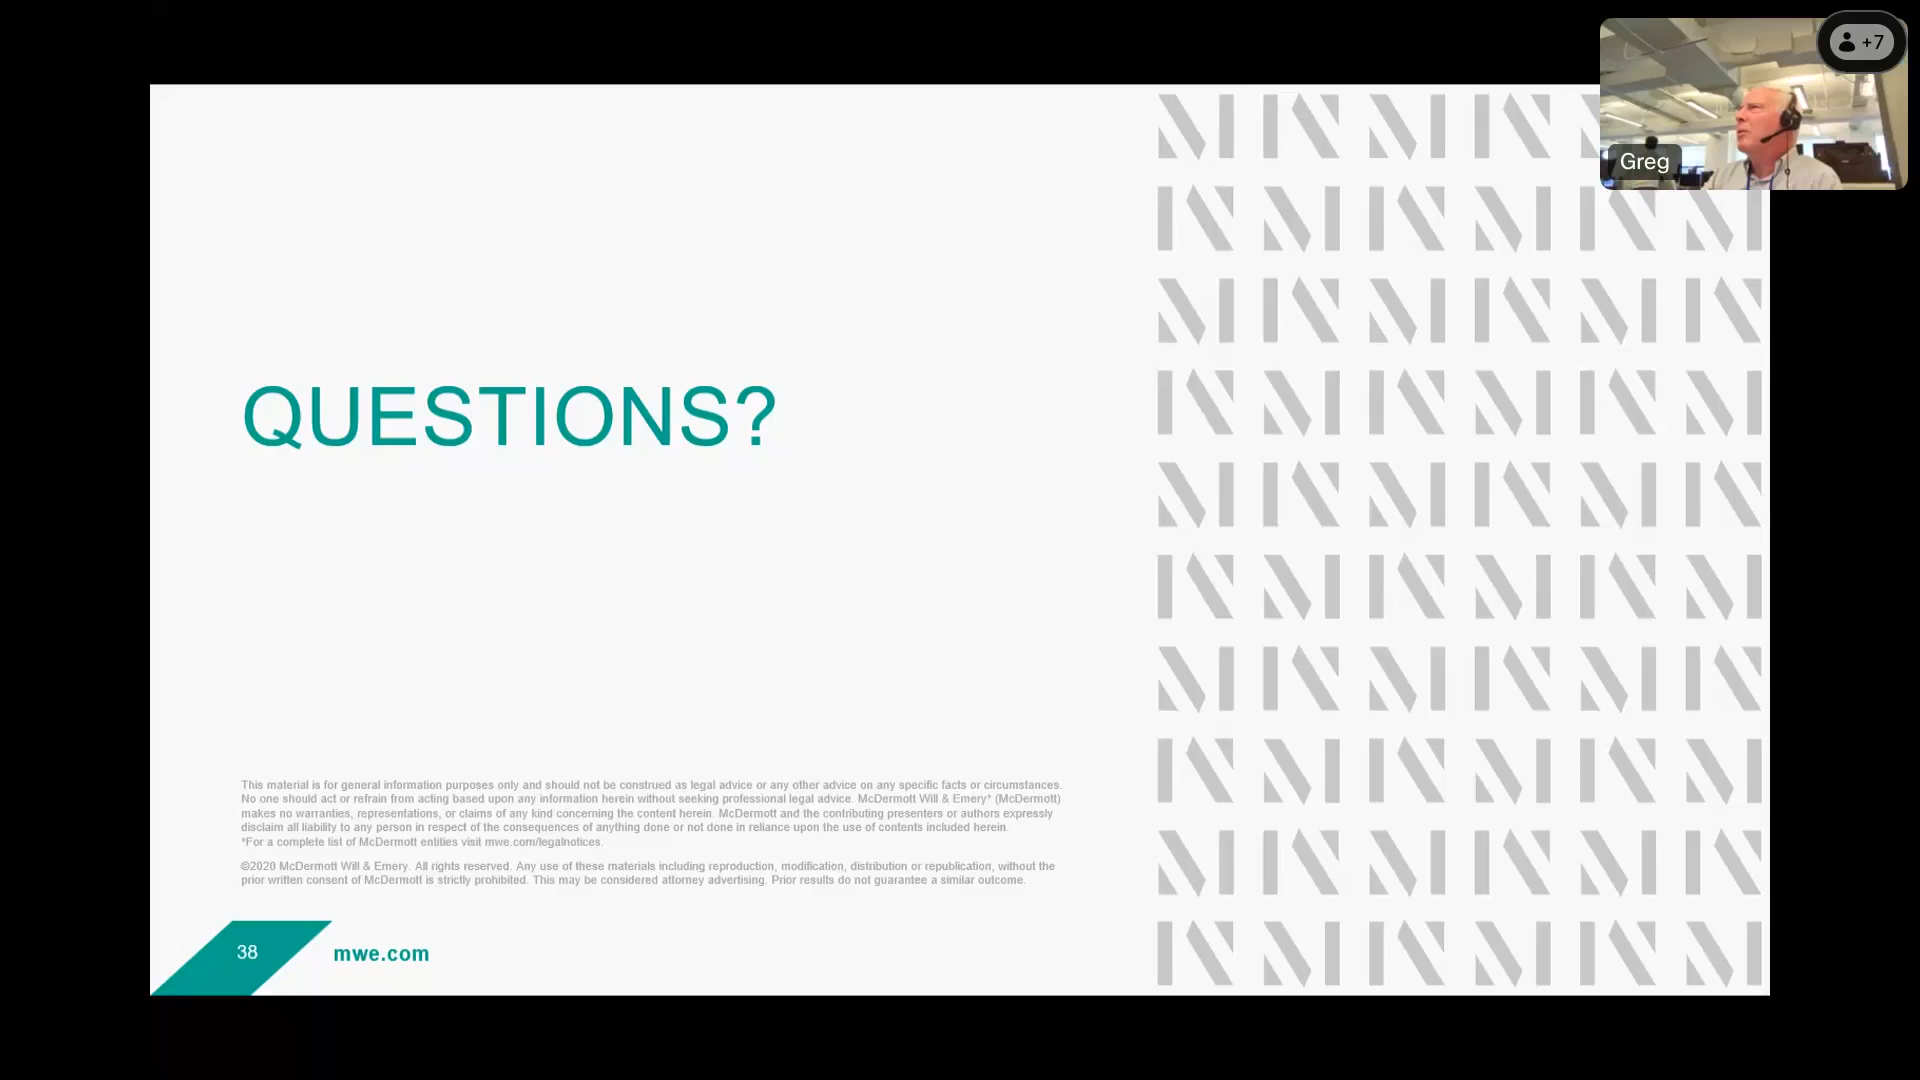 +7
Greg
QUESTIONS?
This material is for general information purposes only and should not be construed as legal advice or any other advice on any specific facts or circumstances.
No one should act or refrain from acting based upon any information herein without seeking professional legal advice. McDermott Will & Emery* (McDermott)
makes no warranties, representations, or claims of any kind concerning the content herein. McDermott and the contributing presenters or authors expressly
disclaim all liability to any person in respect of the consequences of anything done or not done in reliance upon the use of contents included herein.
*For a complete list of McDermott entities visit mwe.com/legalnotices.
©2020 McDermott Will & Emery. All rights reserved. Any use of these materials including reproduction, modification, distribution or republication, without the
prior written consent of McDermott is strictly prohibited. This may be considered attorney advertising. Prior results do not guarantee a similar outcome.
38
mwe.com